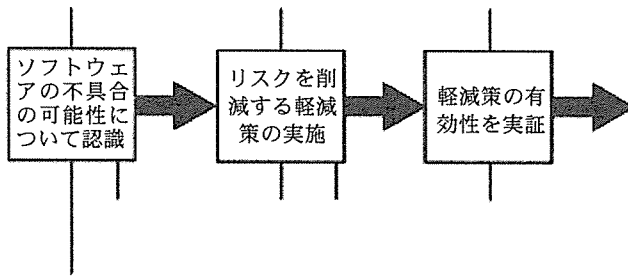 ソフトウェ
アの不具合
の可能性に
ついて認識
リスクを削
減する軽減
策の実施
軽減策の有
効性を実証